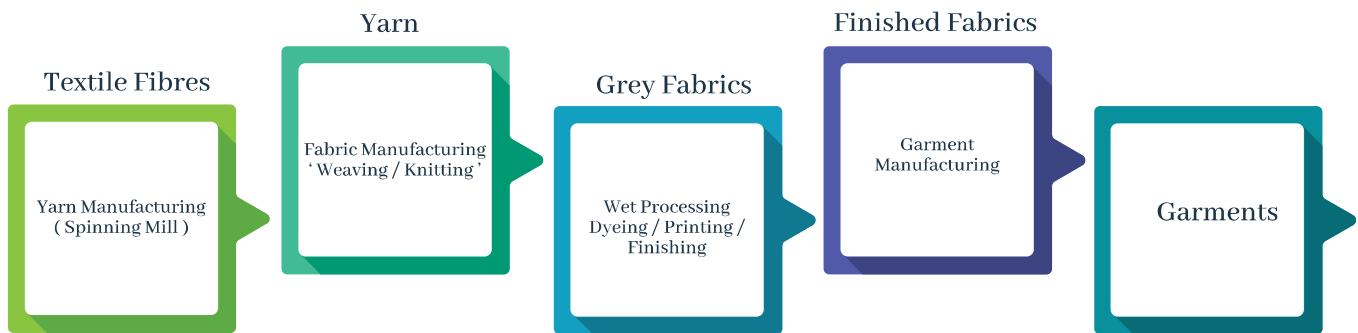 Textile Fibres
Yarn Manufacturing
( Spinning Mill )
Yarn
Fabric Manufacturing
‘ Weaving / Knitting ’
Grey Fabrics
Wet Processing
Dyeing / Printing /
Finishing
Finished Fabrics
Garment
Manufacturing
Garments